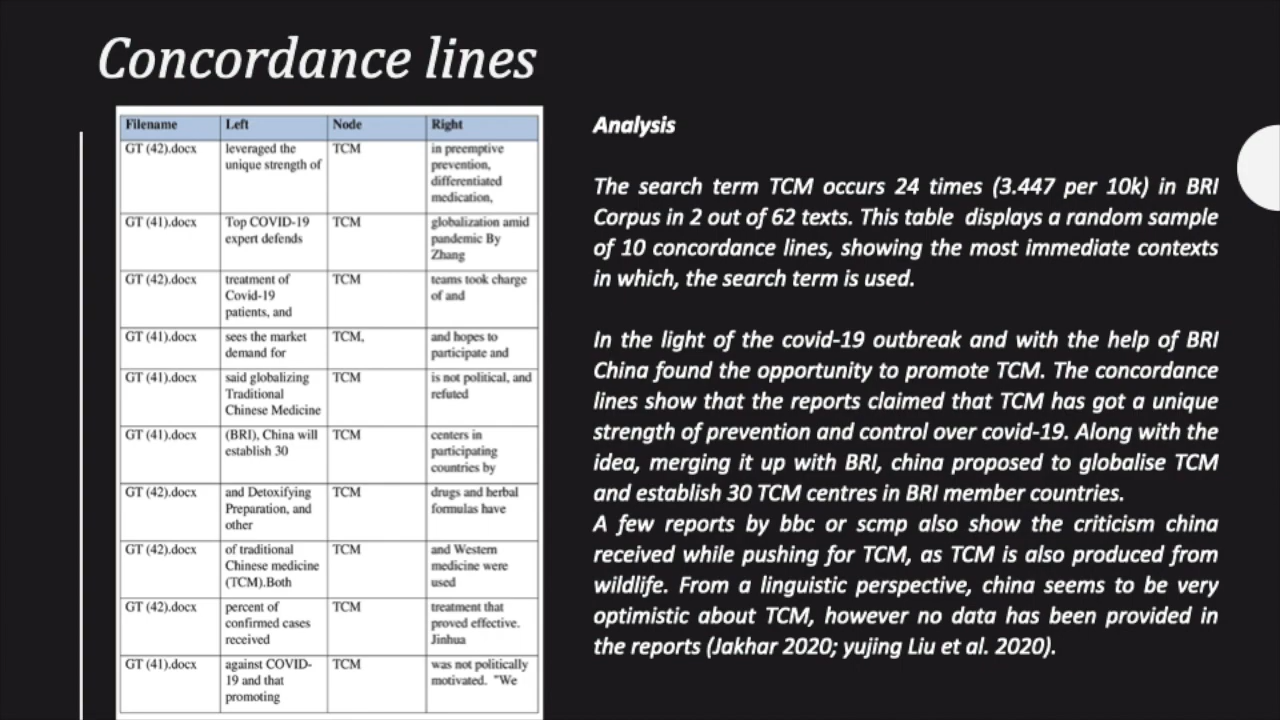 Concordance lines
Filename Left Node Right
GT (42).docx leveraged the TCM in preemptive
unique strength of prevention,
differentiated
medication,
GT (41).docx Top COVID-19 TCM globalization amid
expert defends pandemic By
Zhang
GT (42).docx treatment of TCM teams took charge
Covid-19 of and
patients, and
GT (41).docx sees the market TCM, and hopes to
demand for participate and
GT (41).docx said globalizing TCM is not political, and
Traditional refuted
Chinese Medicine
GT (41).docx (BRI), China will TCM centers in
establish 30 participating
countries by
GT (42).docx and Detoxifying TCM drugs and herbal
Preparation, and formulas have
other
GT (42).docx of traditional TCM and Western
Chinese medicine medicine were
(TCM).Both used
GT (42).docx percent of TCM treatment that
confirmed cases proved effective.
received Jinhua
GT (41).docx against COVID- TCM was not politically
19 and that motivated. "We
promoting
Analysis
The search term TCM occurs 24 times (3.447 per 10k) in BRI
Corpus in 2 out of 62 texts. This table displays a random sample
of 10 concordance lines, showing the most immediate contexts
in which, the search term is used.
In the light of the covid-19 outbreak and with the help of BRI
China found the opportunity to promote TCM. The concordance
lines show that the reports claimed that TCM has got a unique
strength of prevention and control over covid-19. Along with the
idea, merging it up with BRI, china proposed to globalise TCM
and establish 30 TCM centres in BRI member countries.
A few reports by bbc or scmp also show the criticism china
received while pushing for TCM, as TCM is also produced from
wildlife. From a linguistic perspective, china seems to be very
optimistic about TCM, however no data has been provided in
the reports (Jakhar 2020; yujing Liu et al. 2020).